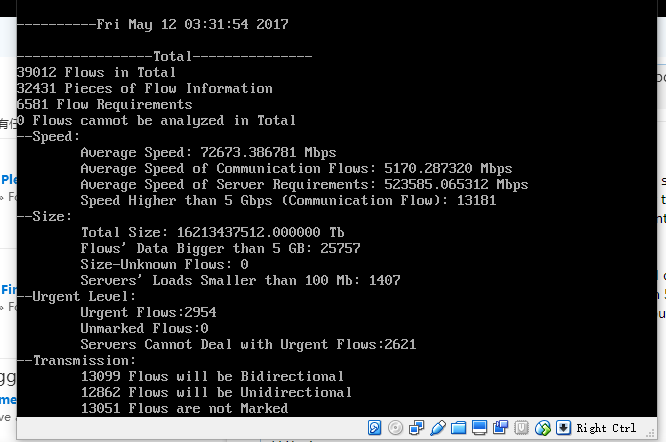 -----------Fri May 12 03:31:54 2017
-----------------Total---------------
39012 Flows in Total
32431 Pieces of Flow Information
6581 Flow Requirements
0 Flows cannot be analyzed in Total
--Speed:
Average Speed: 72673.386781 Mbps
Average Speed of Communication Flows: 5170.287320 Mbps
Average Speed of Server Requirements: 523585.065312 Mbps
Speed Higher than 5 Gbps (Communication Flow): 13181
--Size:
Total Size: 16213437512.000000 Tb
Flows' Data Bigger than 5 GB: 25757
Size-Unknown Flows: 0
Servers' Loads Smaller than 100 Mb: 1407
--Urgent Level:
Urgent Flows:2954
Unmarked Flows:0
Servers Cannot Deal with Urgent Flows:2621
--Transmission:
13099 Flows will be Bidirectional
12862 Flows will be Unidirectional
13051 Flows are not Marked
Right Ctrl